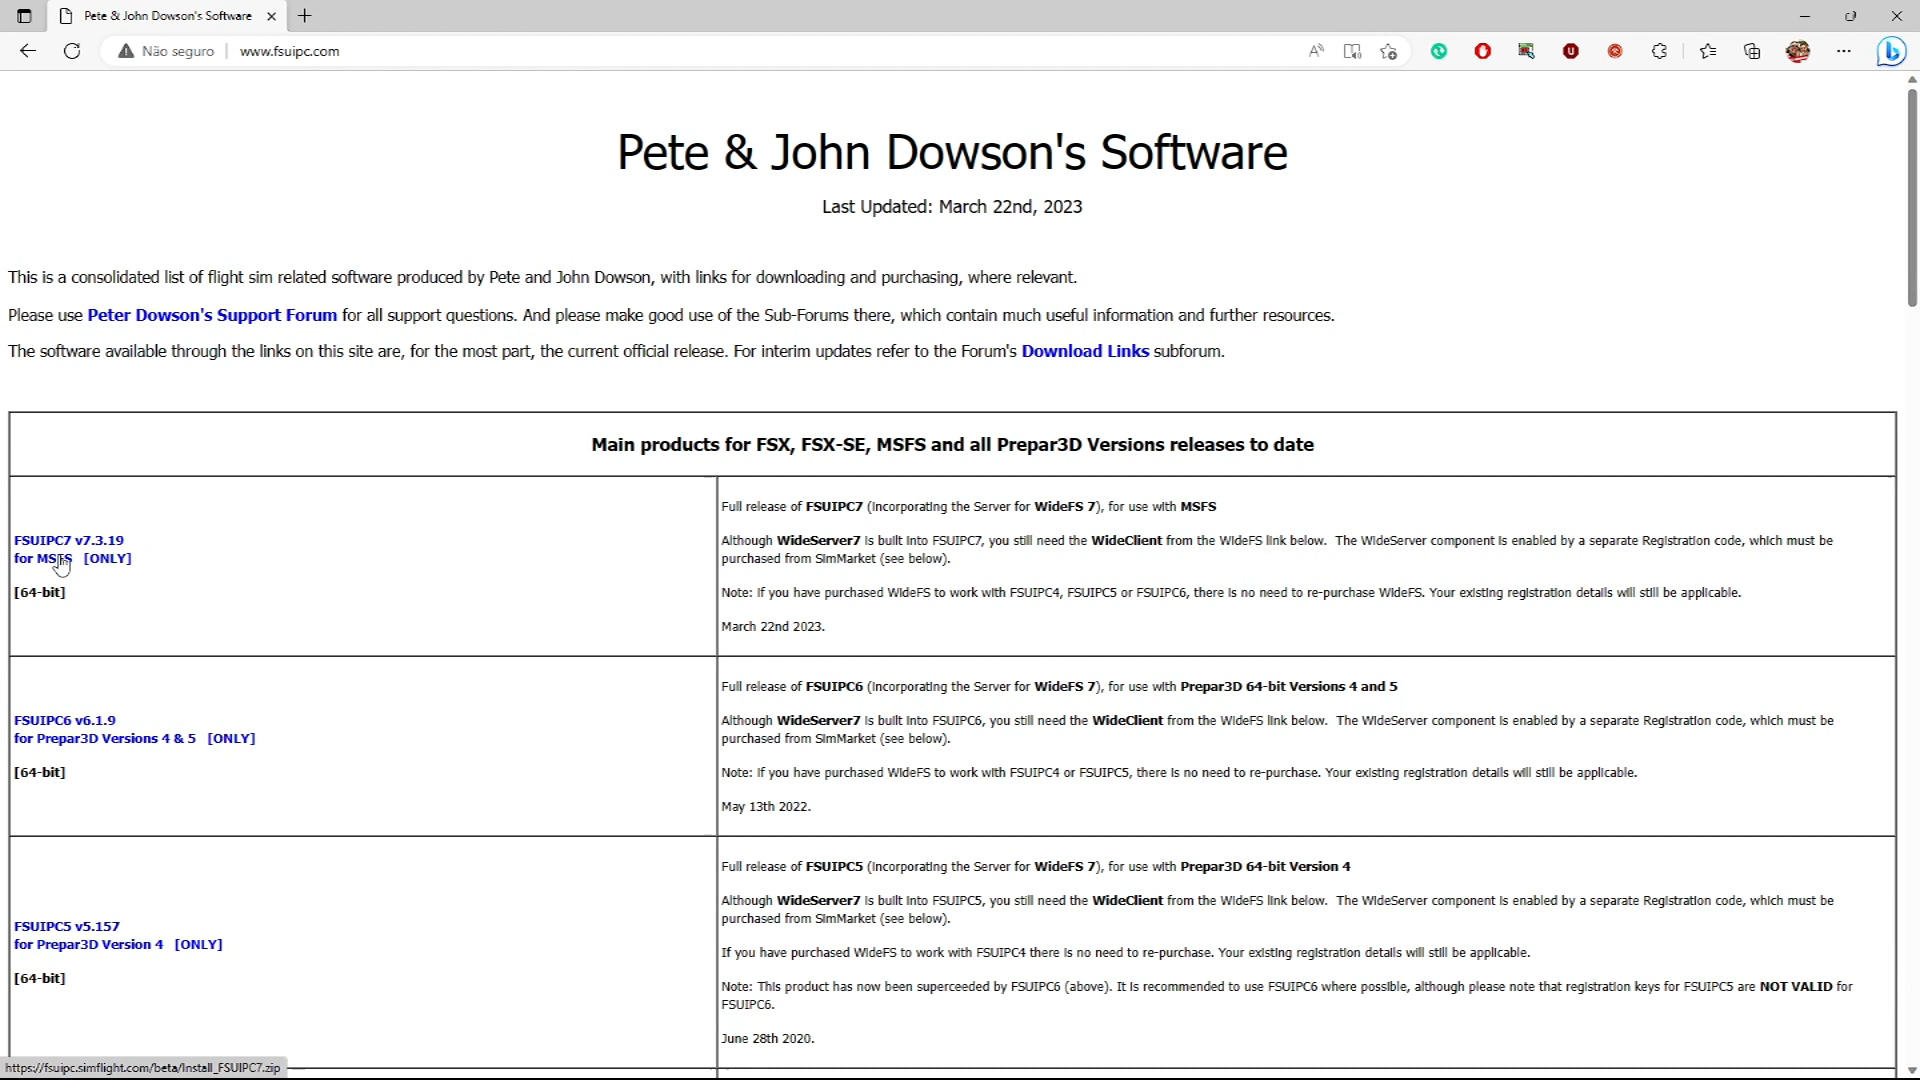 Pete & John Dowson's Software
Não seguro
www.fsuipc.com
Pete & John Dowson's Software
Last Updated: March 22nd, 2023
This is a consolidated list of flight sim related software produced by Pete and John Dowson, with links for downloading and purchasing, where relevant.
Please use Peter Dowson's Support Forum for all support questions. And please make good use of the Sub-Forums there, which contain much useful information and further resources.
The software available through the links on this site are, for the most part, the current official release. For interim updates refer to the Forum's Download Links subforum.
Main products for FSX, FSX-SE, MSFS and all Prepar3D Versions releases to date
FSUIPC7 v7.3.19
for MSFS [ONLY]
[64-bit]
Full release of FSUIPC7 (incorporating the Server for WideFS 7), for use with MSFS
Although WideServer7 is built into FSUIPC7, you still need the WideClient from the WideFS link below. The WideServer component is enabled by a separate Registration code, which must be
purchased from SimMarket (see below).
Note: If you have purchased WideFS to work with FSUIPC4, FSUIPC5 or FSUIPC6, there is no need to re-purchase WideFS. Your existing registration details will still be applicable.
March 22nd 2023.
FSUIPC6 v6.1.9
for Prepar3D Versions 4 & 5 [ONLY]
[64-bit]
Full release of FSUIPC6 (incorporating the Server for WideFS 7), for use with Prepar3D 64-bit Versions 4 and 5
Although WideServer7 is built into FSUIPC6, you still need the WideClient from the WideFS link below. The WideServer component is enabled by a separate Registration code, which must be
purchased from SimMarket (see below).
Note: If you have purchased WideFS to work with FSUIPC4 or FSUIPC5, there is no need to re-purchase. Your existing registration details will still be applicable.
May 13th 2022.
FSUIPC5 v5.157
for Prepar3D Version 4 [ONLY]
[64-bit]
Full release of FSUIPC5 (incorporating the Server for WideFS 7), for use with Prepar3D 64-bit Version 4
Although WideServer7 is built into FSUIPC5, you still need the WideClient from the WideFS link below. The WideServer component is enabled by a separate Registration code, which must be
purchased from SimMarket (see below).
If you have purchased WideFS to work with FSUIPC4 there is no need to re-purchase. Your existing registration details will still be applicable.
Note: This product has now been superceeded by FSUIPC6 (above). It is recommended to use FSUIPC6 where possible, although please note that registration keys for FSUIPC5 are NOT VALID for
FSUIPC6.
June 28th 2020.
https://fsuipc.simflight.com/beta/Install_FSUIPC7.zip